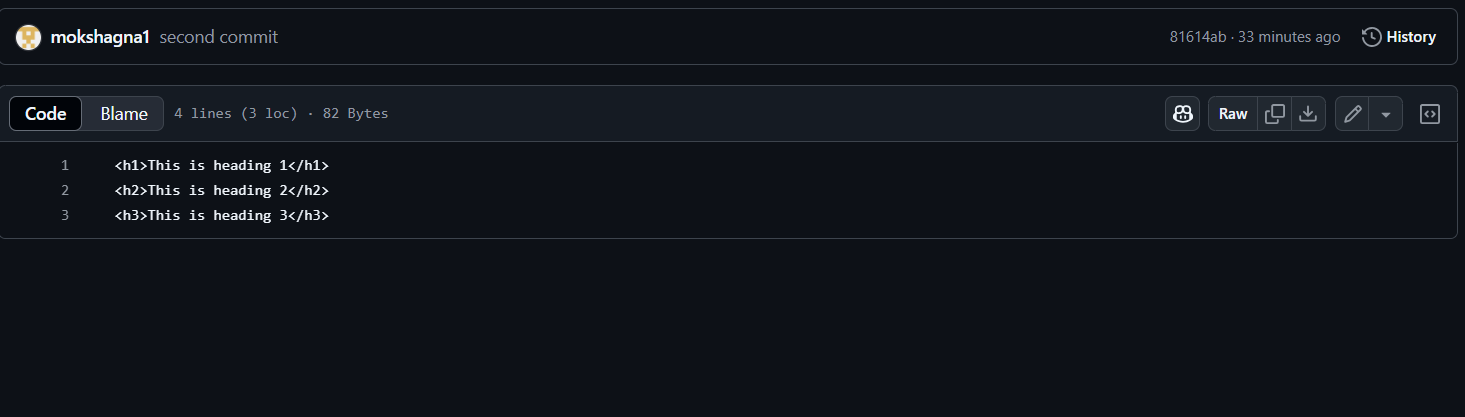 mokshagna1 second commit 81614ab · 33 minutes ago History
Code Blame 4 lines (3 loc) · 82 Bytes Raw
1 <h1>This is heading 1</h1>
2 <h2>This is heading 2</h2>
3 <h3>This is heading 3</h3>